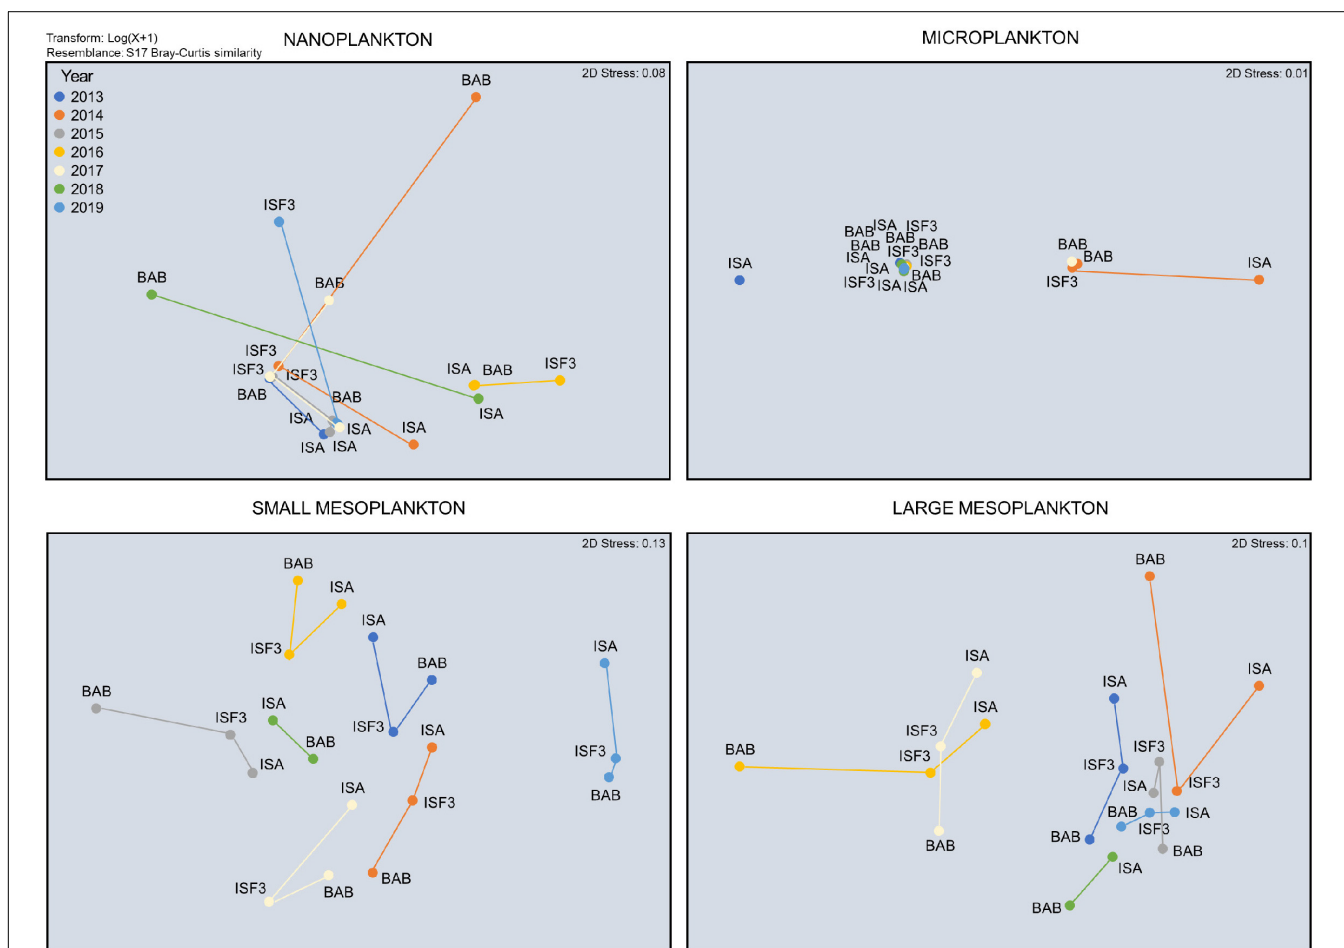 Transform: Log(X+1)
Resemblance: S17 Bray-Curtis similarity
NANOPLANKTON
2D Stress: 0.08
Year
2013
2014
2015
2016
2017
2018
2019
BAB
ISF3
BAB
BAB
ISF3
ISF3
ISF3
BAB
BAB
ISA
ISA
ISA
ISA
ISA
ISA
BAB
ISF3
ISA
MICROPLANKTON
2D Stress: 0.01
ISA
ISA
ISF3
BAB
BAB
BAB
BAB
ISF3
ISA
ISF3
ISA
BAB
ISF3
ISA
ISA
BAB
BAB
ISF3
ISA
SMALL MESOPLANKTON
2D Stress: 0.13
BAB
ISA
ISF3
ISA
BAB
ISF3
BAB
ISF3
ISA
ISA
BAB
ISA
ISF3
BAB
ISA
ISF3
BAB
ISA
ISF3
BAB
LARGE MESOPLANKTON
2D Stress: 0.1
BAB
ISA
ISA
ISF3
ISA
ISF3
BAB
BAB
ISA
ISF3
BAB
ISF3
ISA
ISF3
BAB
ISF3
ISA
BAB
ISA
BAB